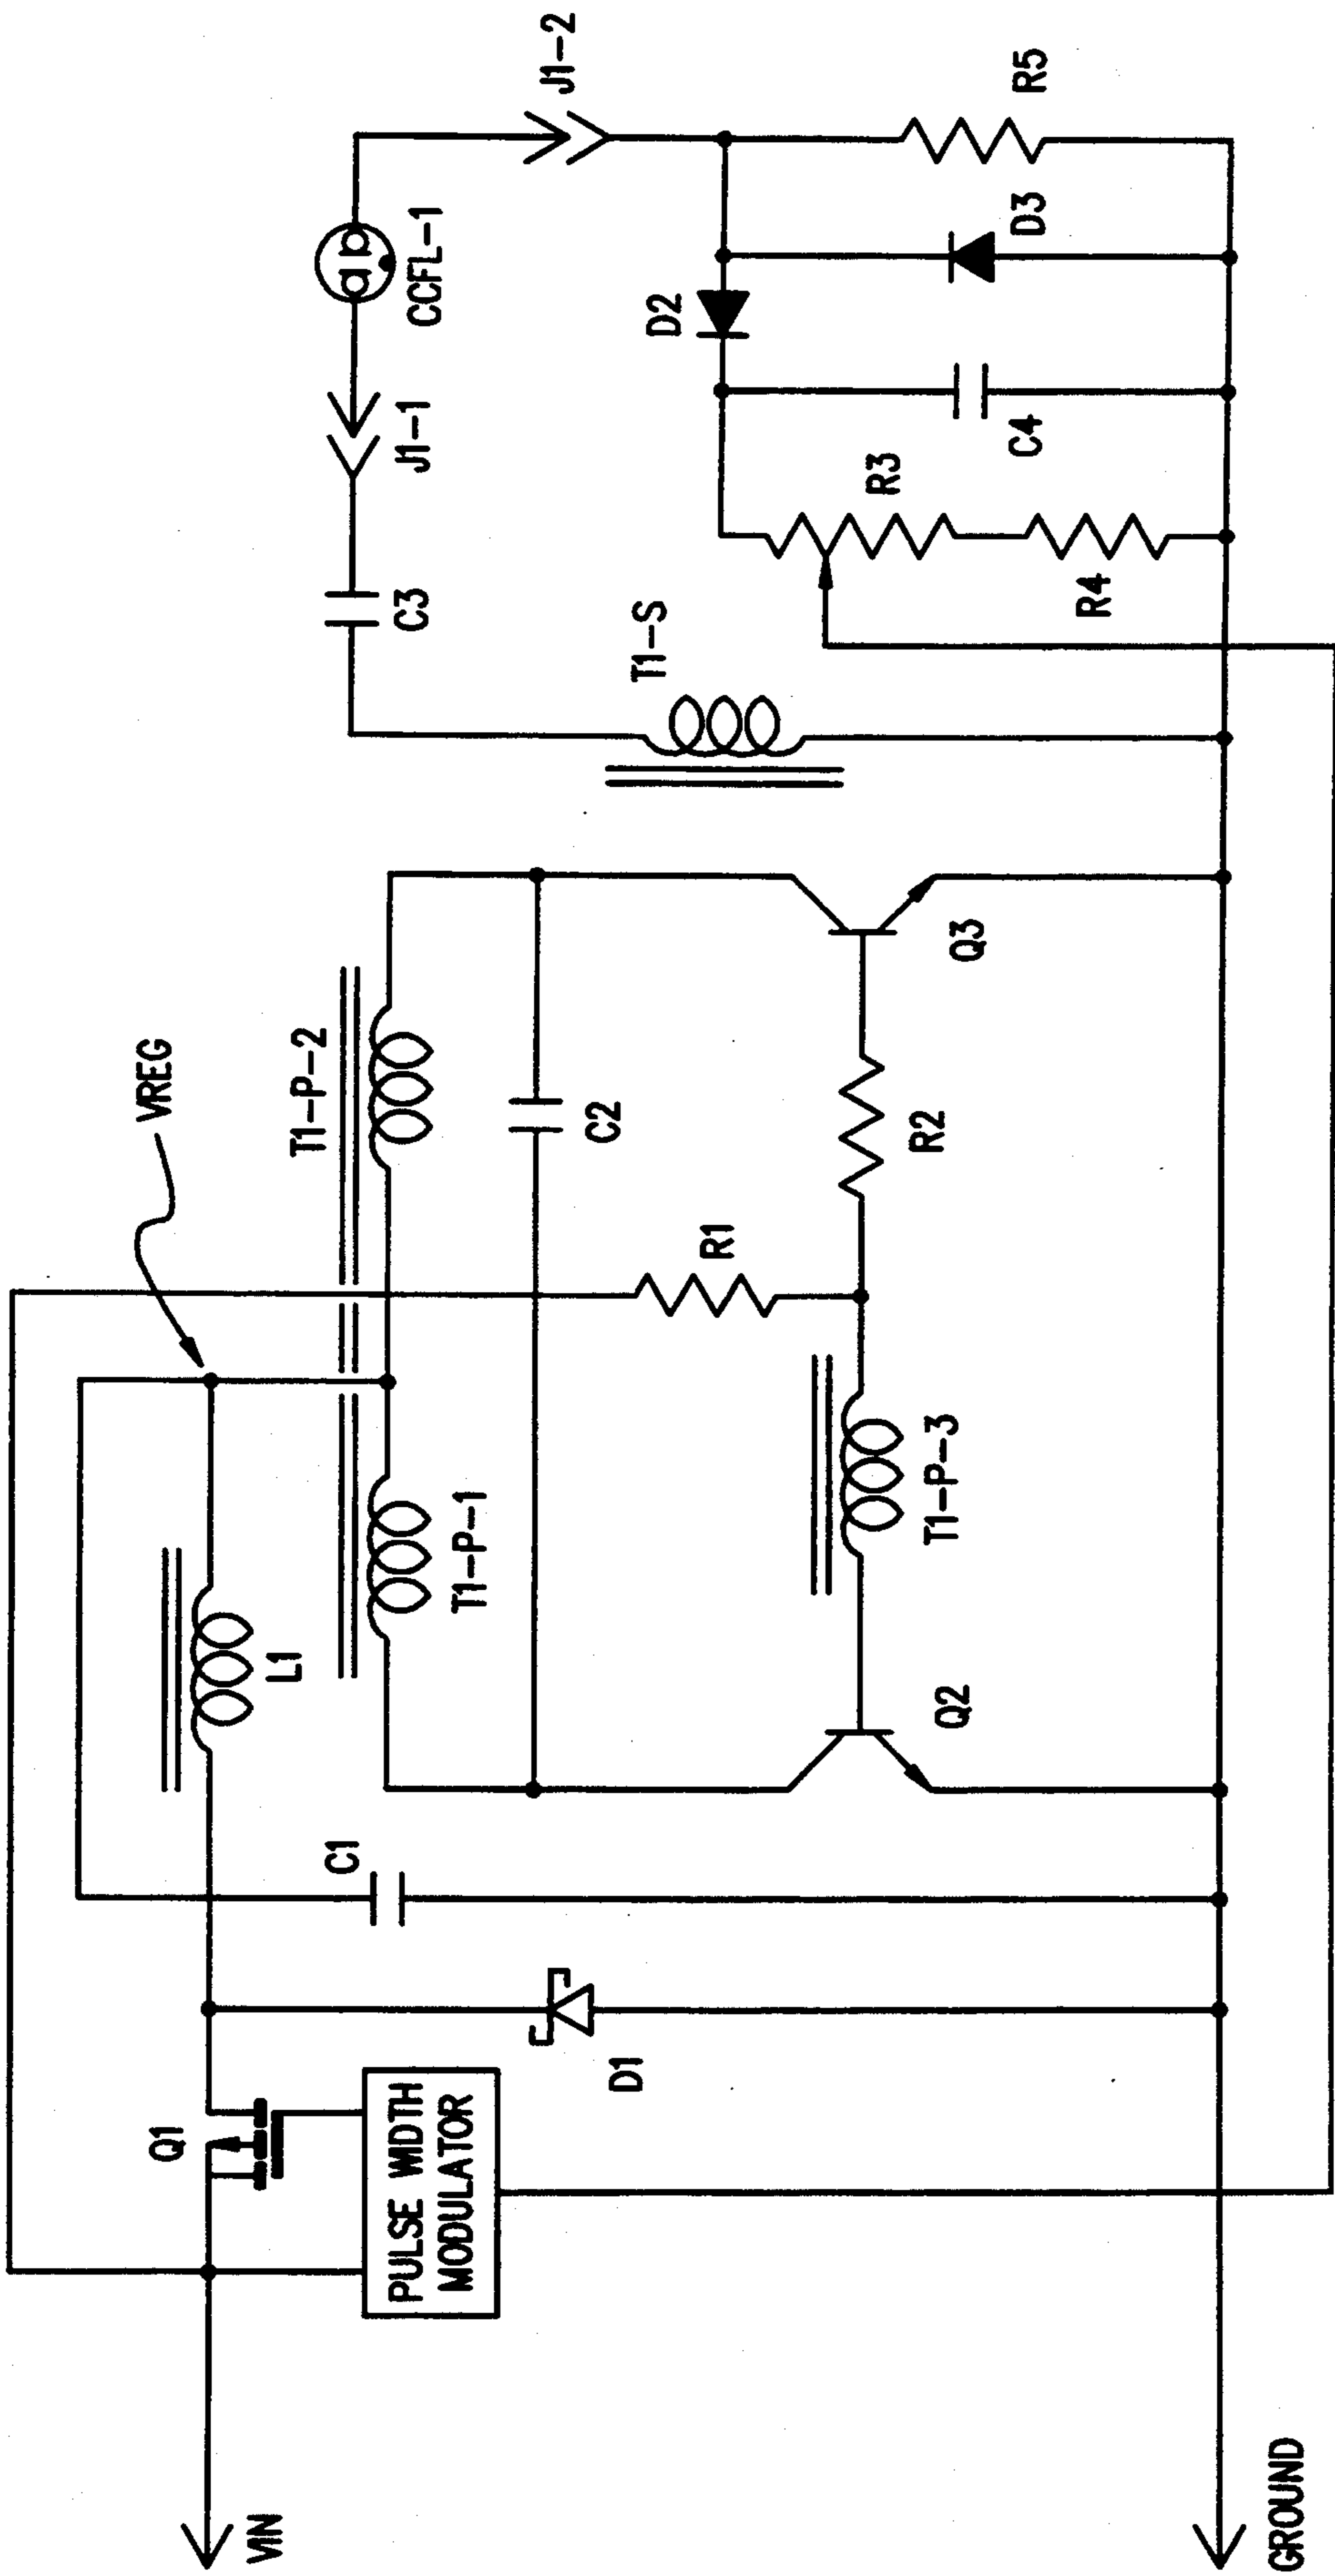 VIN
GROUND
Q1
PULSE WIDTH
MODULATOR
D1
C1
L1
VREG
T1-P-1
T1-P-2
C2
R1
T1-P-3
R2
Q2
Q3
T1-S
C3
J1-1
CCFL-1
J1-2
D2
R3
R4
C4
D3
R5